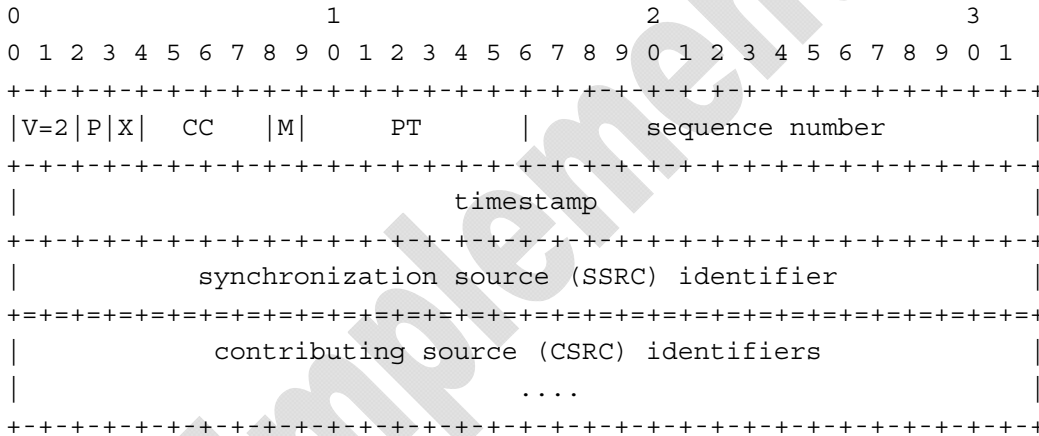 0                   1                   2                   3
0 1 2 3 4 5 6 7 8 9 0 1 2 3 4 5 6 7 8 9 0 1 2 3 4 5 6 7 8 9 0 1
+-+-+-+-+-+-+-+-+-+-+-+-+-+-+-+-+-+-+-+-+-+-+-+-+-+-+-+-+-+-+-+-+
|V=2|P|X|  CC   |M|     PT      |       sequence number         |
+-+-+-+-+-+-+-+-+-+-+-+-+-+-+-+-+-+-+-+-+-+-+-+-+-+-+-+-+-+-+-+-+
|                           timestamp                           |
+-+-+-+-+-+-+-+-+-+-+-+-+-+-+-+-+-+-+-+-+-+-+-+-+-+-+-+-+-+-+-+-+
|           synchronization source (SSRC) identifier            |
+=+=+=+=+=+=+=+=+=+=+=+=+=+=+=+=+=+=+=+=+=+=+=+=+=+=+=+=+=+=+=+=+
|            contributing source (CSRC) identifiers             |
|                               ....                            |
+-+-+-+-+-+-+-+-+-+-+-+-+-+-+-+-+-+-+-+-+-+-+-+-+-+-+-+-+-+-+-+-+